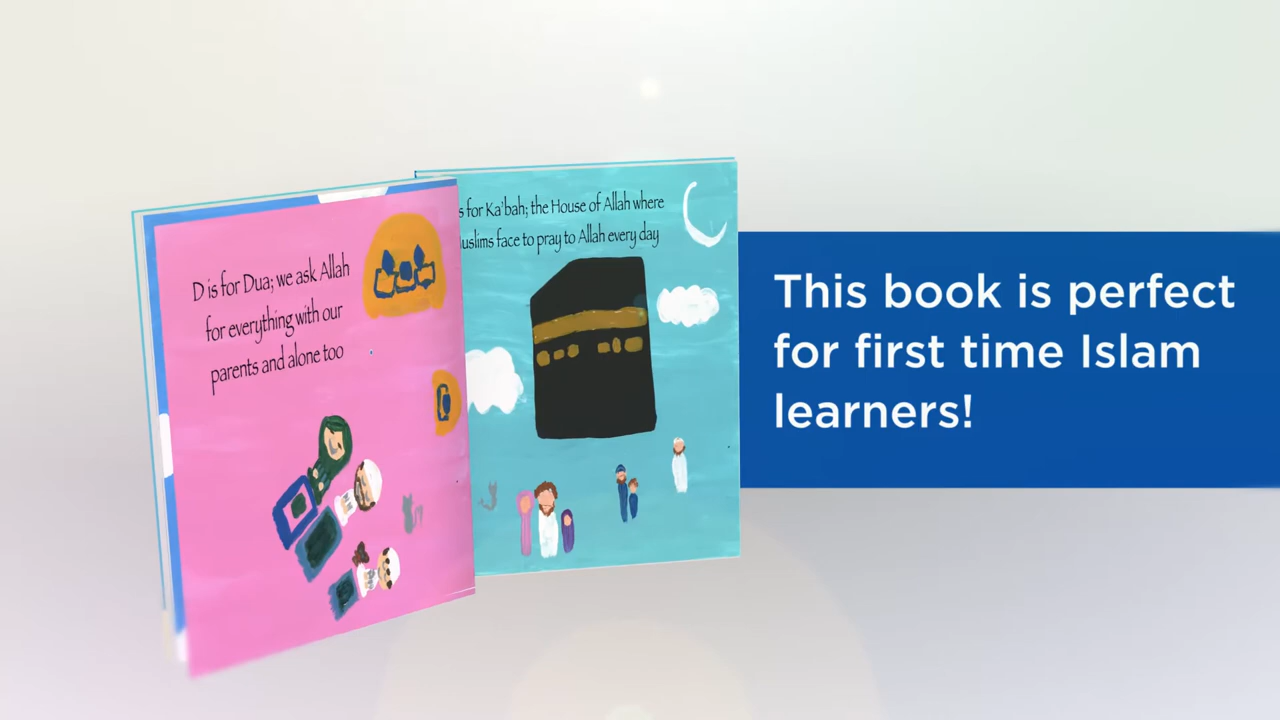 D is for Dua; we ask Allah
for everything with our
parents and alone too
s for Ka'bah; the House of Allah where
uslims face to pray to Allah every day
This book is perfect
for first time Islam
learners!